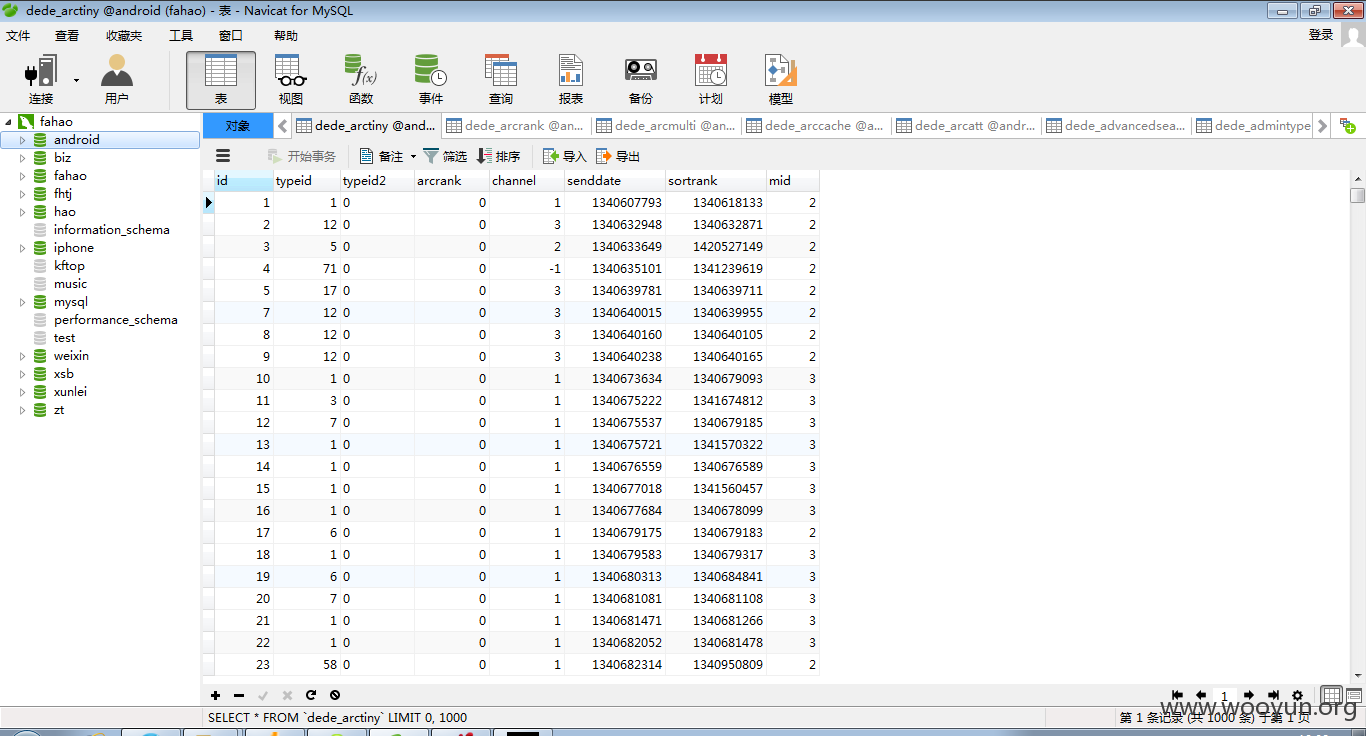 dede_arctiny @android (fahao) - 表 - Navicat for MySQL
文件 查看 收藏夹 工具 窗口 帮助 登录
连接 用户 表 视图 函数 事件 查询 报表 备份 计划 模型
fahao
android
biz
fahao
fhtj
hao
information_schema
iphone
kftop
music
mysql
performance_schema
test
weixin
xsb
xunlei
zt
对象 dede_arctiny @and... dede_arcrank @an... dede_arcmulti @an... dede_arccache @a... dede_arcatt @andr... dede_advancedsea... dede_admintype
开始事务 备注 筛选 排序 导入 导出
id typeid typeid2 arcrank channel senddate sortrank mid
1 1 0 0 1 1340607793 1340618133 2
2 12 0 0 3 1340632948 1340632871 2
3 5 0 0 2 1340633649 1420527149 2
4 71 0 0 -1 1340635101 1341239619 2
5 17 0 0 3 1340639781 1340639711 2
7 12 0 0 3 1340640015 1340639955 2
8 12 0 0 3 1340640160 1340640105 2
9 12 0 0 3 1340640238 1340640165 2
10 1 0 0 1 1340673634 1340679093 3
11 3 0 0 1 1340675222 1341674812 3
12 7 0 0 1 1340675537 1340679185 3
13 1 0 0 1 1340675721 1341570322 3
14 1 0 0 1 1340676559 1340676589 3
15 1 0 0 1 1340677018 1341560457 3
16 1 0 0 1 1340677684 1340678099 3
17 6 0 0 1 1340679175 1340679183 2
18 1 0 0 1 1340679583 1340679317 3
19 6 0 0 1 1340680313 1340684841 3
20 7 0 0 1 1340681081 1340681108 3
21 1 0 0 1 1340681471 1340681266 3
22 1 0 0 1 1340682052 1340681478 3
23 58 0 0 1 1340682314 1340950809 2
1
SELECT * FROM `dede_arctiny` LIMIT 0, 1000
第 1 条记录 (共 1000 条) 于第 1 页
www.wooyun.org